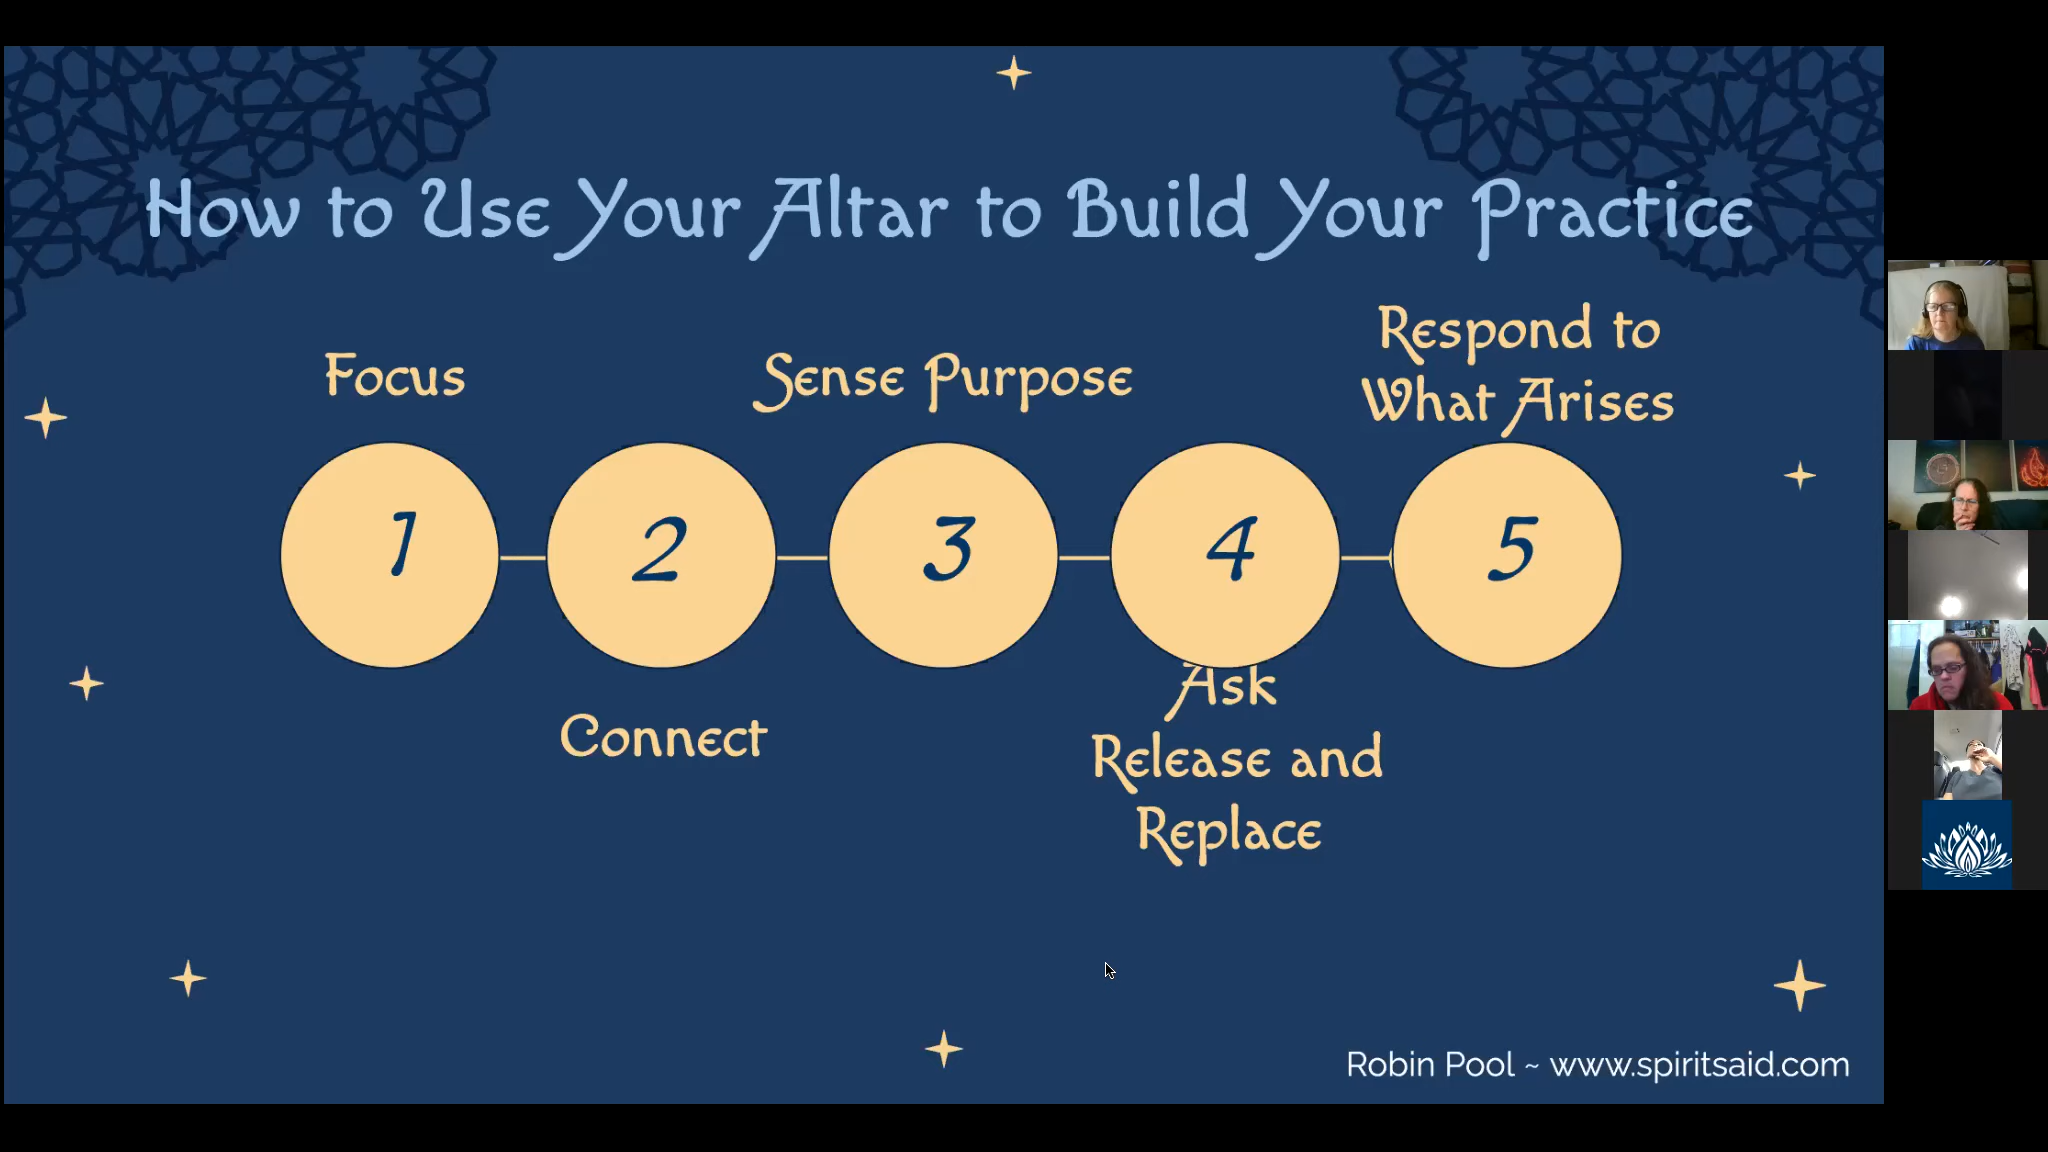 How to Use Your Altar to Build Your Practice
Focus
Sense Purpose
Respond to
What Arises
1
2
3
4
5
Connect
Ask
Release and
Replace
Robin Pool ~ www.spiritsaid.com